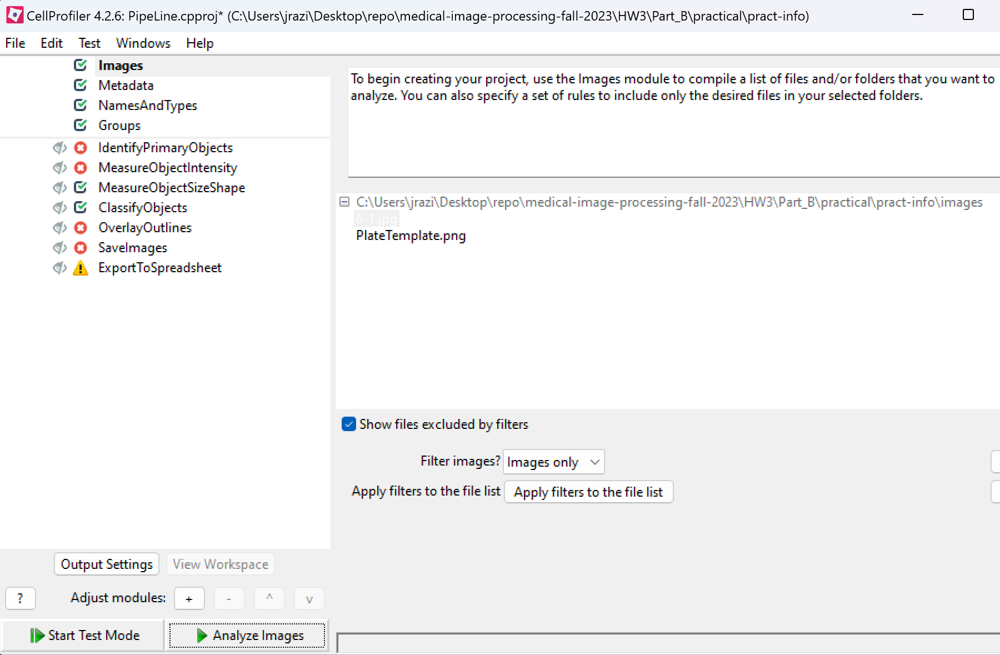 CellProfiler 4.2.6: PipeLine.cpproj* (C:\Users\jrazi\Desktop\repo\medical-image-processing-fall-2023\HW3\Part_B\practical\pract-info)
File Edit Test Windows Help
Images
Metadata
NamesAndTypes
Groups
IdentifyPrimaryObjects
MeasureObjectIntensity
MeasureObjectSizeShape
ClassifyObjects
OverlayOutlines
SaveImages
ExportToSpreadsheet
To begin creating your project, use the Images module to compile a list of files and/or folders that you want to
analyze. You can also specify a set of rules to include only the desired files in your selected folders.
C:\Users\jrazi\Desktop\repo\medical-image-processing-fall-2023\HW3\Part_B\practical\pract-info\images
6-1.jpg
PlateTemplate.png
Show files excluded by filters
Filter images? Images only
Apply filters to the file list Apply filters to the file list
Output Settings View Workspace
? Adjust modules: + - ^ v
Start Test Mode Analyze Images